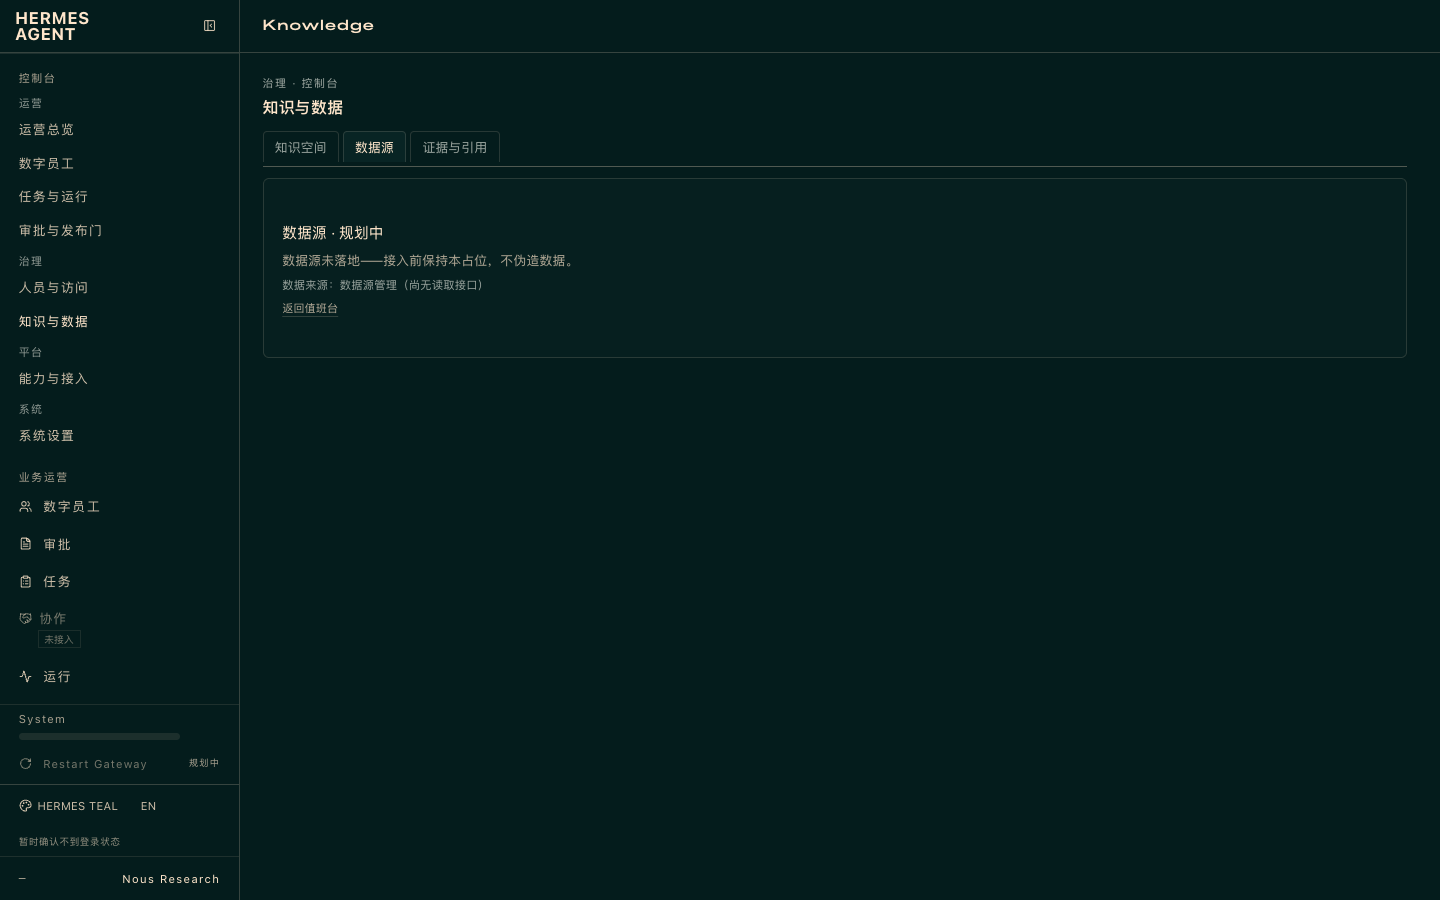 HERMES
AGENT
控制台
运营
运营总览
数字员工
任务与运行
审批与发布门
治理
人员与访问
知识与数据
平台
能力与接入
系统
系统设置
业务运营
数字员工
审批
任务
协作
未接入
运行
System
Restart Gateway
规划中
HERMES TEAL
EN
暂时确认不到登录状态
—
Nous Research
Knowledge
治理 · 控制台
知识与数据
知识空间
数据源
证据与引用
数据源 · 规划中
数据源未落地——接入前保持本占位，不伪造数据。
数据来源：数据源管理（尚无读取接口）
返回值班台